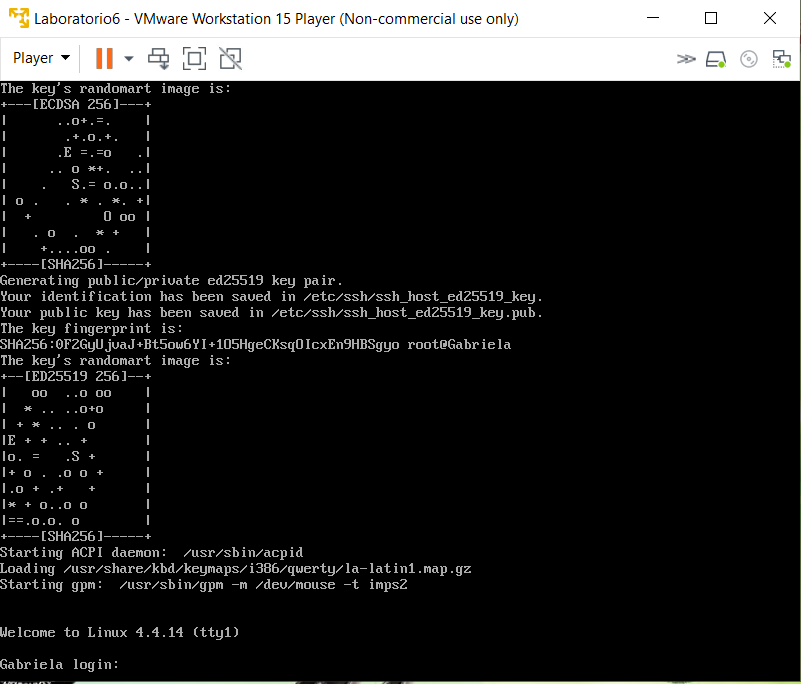 Laboratorio6 - VMware Workstation 15 Player (Non-commercial use only)
Player
The key's randomart image is:
+---[ECDSA 256]---+
|      ..o+.=.    |
|       .+.o.+.   |
|      .E =.=o   .|
|     .. o *+.  ..|
|    .   S.= o.o..|
| o .   . * . *. +|
|  +         O oo |
|   . o  .  * +   |
|    +....oo .    |
+----[SHA256]-----+
Generating public/private ed25519 key pair.
Your identification has been saved in /etc/ssh/ssh_host_ed25519_key.
Your public key has been saved in /etc/ssh/ssh_host_ed25519_key.pub.
The key fingerprint is:
SHA256:0F2GyUjvaJ+Bt5ow6YI+1O5HgeCKsqOIcxEn9HBSgyo root@Gabriela
The key's randomart image is:
+--[ED25519 256]--+
|   oo  ..o oo    |
|  * .. ..o+o     |
| + * .. . o      |
|E + + .. +       |
|o. =   .S +      |
|+ o . .o o +     |
|.o + .+   +      |
|* + o..o o       |
|==.o.o. o        |
+----[SHA256]-----+
Starting ACPI daemon:  /usr/sbin/acpid
Loading /usr/share/kbd/keymaps/i386/qwerty/la-latin1.map.gz
Starting gpm:  /usr/sbin/gpm -m /dev/mouse -t imps2
Welcome to Linux 4.4.14 (tty1)
Gabriela login: